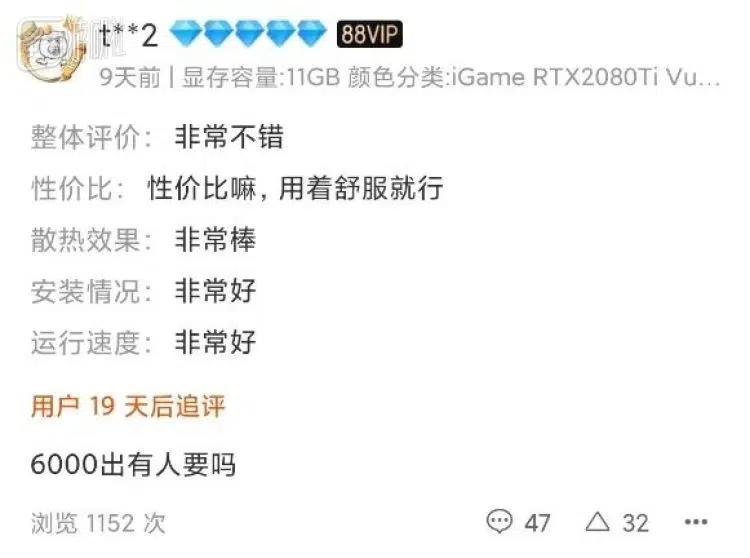 t**2 88VIP
9天前 | 显存容量:11GB 颜色分类:iGame RTX2080Ti Vu...
整体评价： 非常不错
性价比： 性价比嘛，用着舒服就行
散热效果： 非常棒
安装情况： 非常好
运行速度： 非常好
用户 19 天后追评
6000出有人要吗
浏览 1152 次 47 32